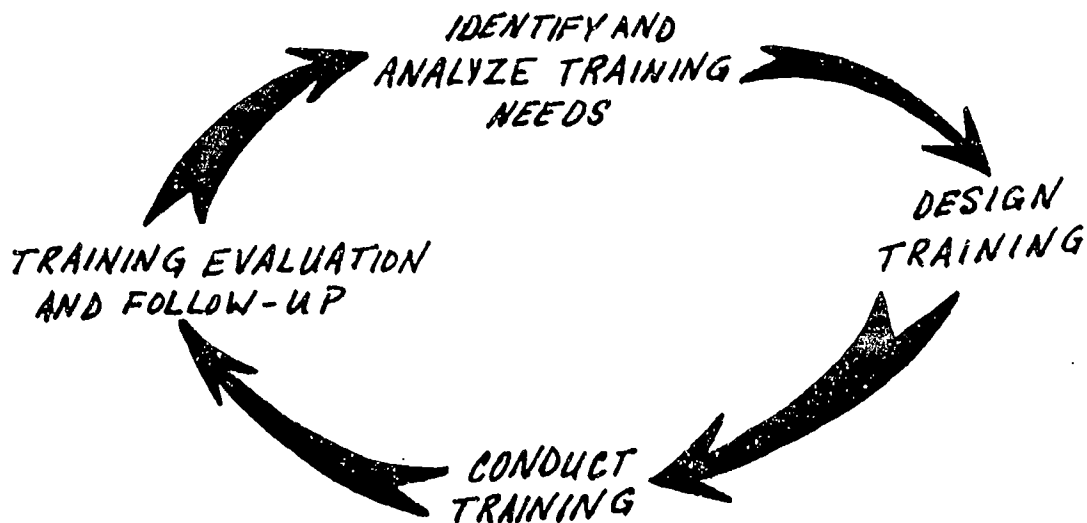 IDENTIFY AND
ANALYZE TRAINING
NEEDS
DESIGN
TRAINING
CONDUCT
TRAINING
TRAINING EVALUATION
AND FOLLOW-UP